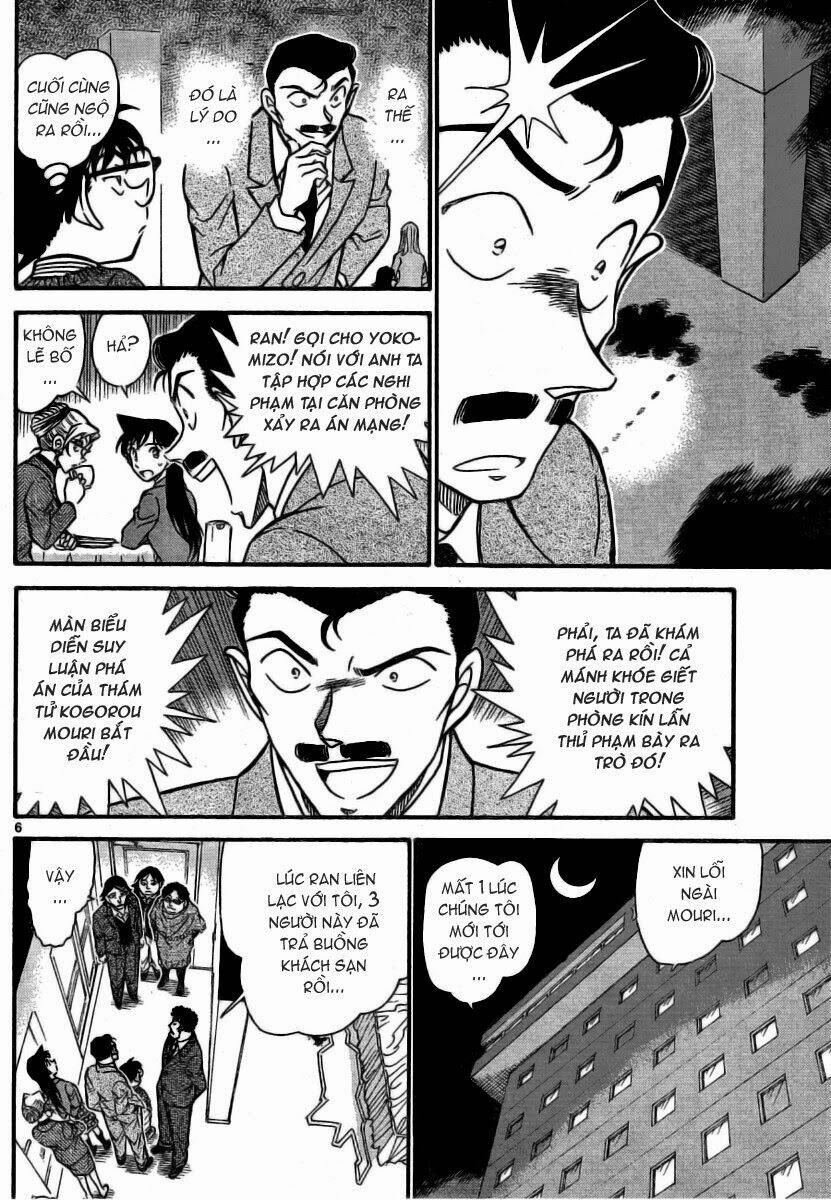 RA
THẾ
...
ĐÓ LÀ
LÝ DO
...
CUỐI CÙNG
CŨNG NGỘ
RA RỒI...
RAN! GỌI CHO YOKO-
MIZO! NÓI VỚI ANH TA
TẬP HỢP CÁC NGHI
PHẠM TẠI CĂN PHÒNG
XẢY RA ÁN MẠNG!
HẢ?
KHÔNG
LẼ BỐ
...
PHẢI, TA ĐÃ KHÁM
PHÁ RA RỒI! CẢ
MÁNH KHÓE GIẾT
NGƯỜI TRONG
PHÒNG KÍN LẪN
THỦ PHẠM BÀY RA
TRÒ ĐÓ!
MÀN BIỂU
DIỄN SUY
LUẬN PHÁ
ÁN CỦA THÁM
TỬ KOGOROU
MOURI BẮT
ĐẦU!
6
XIN LỖI
NGÀI
MOURI...
MẤT 1 LÚC
CHÚNG TÔI
MỚI TỚI
ĐƯỢC ĐÂY
...
LÚC RAN LIÊN
LẠC VỚI TÔI, 3
NGƯỜI NÀY ĐÃ
TRẢ BUỒNG
KHÁCH SẠN
RỒI...
VẬY
...